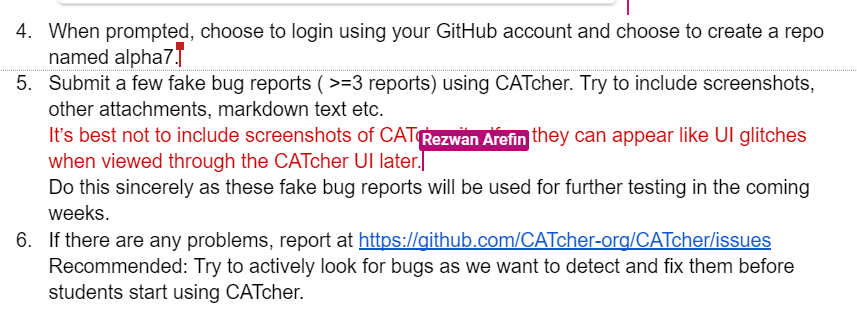 4. When prompted, choose to login using your GitHub account and choose to create a repo
named alpha7.
5. Submit a few fake bug reports ( >=3 reports) using CATcher. Try to include screenshots,
other attachments, markdown text etc.
It's best not to include screenshots of Rezwan Arefin they can appear like UI glitches
when viewed through the CATcher UI later.
Do this sincerely as these fake bug reports will be used for further testing in the coming
weeks.
6. If there are any problems, report at https://github.com/CATcher-org/CATcher/issues
Recommended: Try to actively look for bugs as we want to detect and fix them before
students start using CATcher.